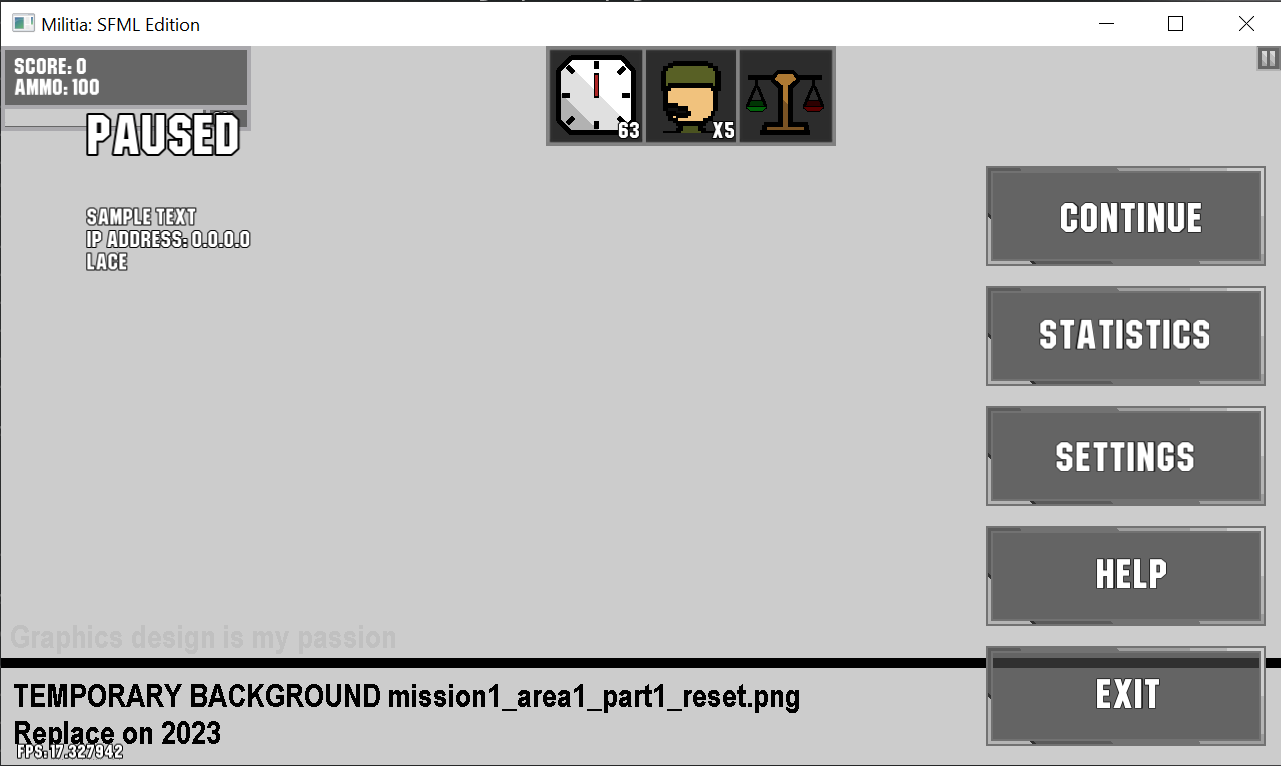 Militia: SFML Edition
SCORE: 0
AMMO: 100
63
X5
PAUSED
SAMPLE TEXT
IP ADDRESS: 0.0.0.0
LACE
CONTINUE
STATISTICS
SETTINGS
HELP
EXIT
Graphics design is my passion
TEMPORARY BACKGROUND mission1_area1_part1_reset.png
Replace on 2023
FPS:17.327942